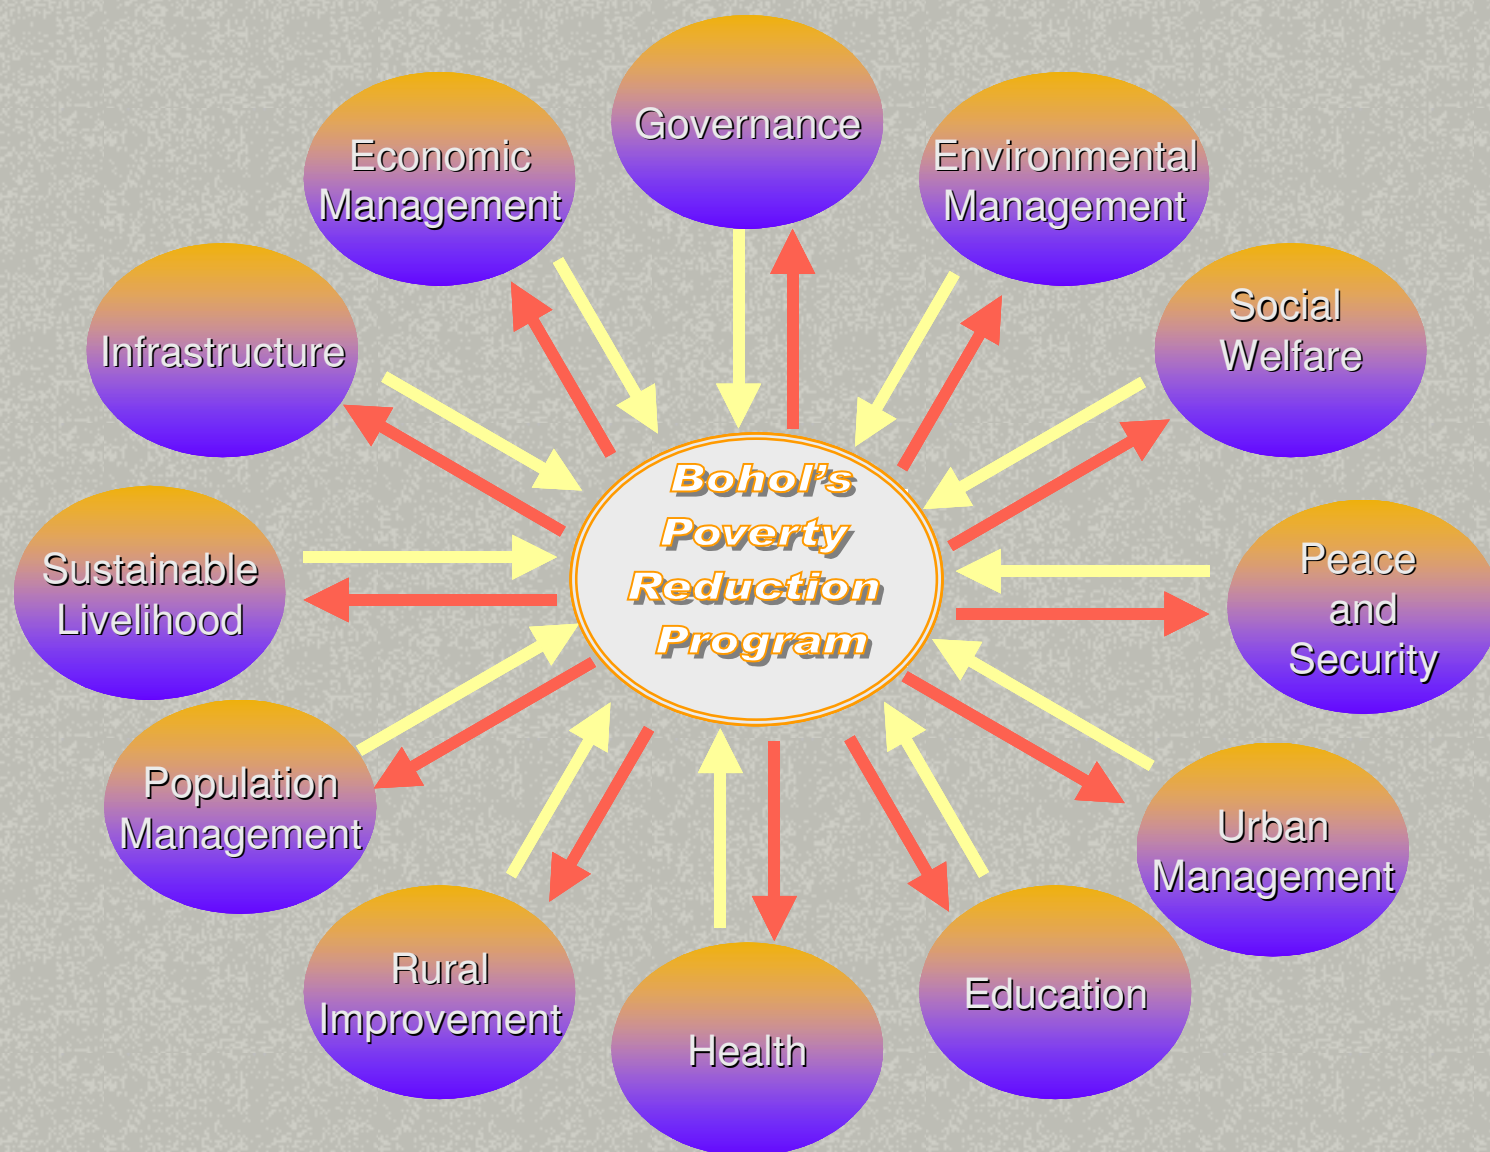 Governance
Economic
Management
Environmental
Management
Social
Welfare
Infrastructure
Bohol's
Poverty
Reduction
Program
Peace
and
Security
Sustainable
Livelihood
Population
Management
Urban
Management
Rural
Improvement
Education
Health